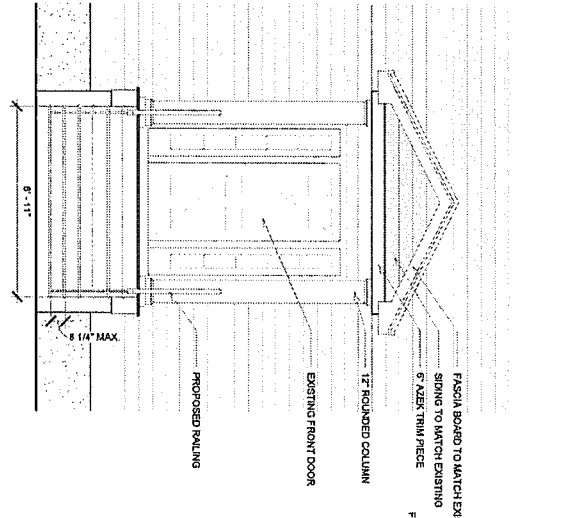 FASCIA BOARD TO MATCH EXI
SIDING TO MATCH EXISTING
6" AZEK TRIM PIECE
12" ROUNDED COLUMN
EXISTING FRONT DOOR
PROPOSED RAILING
8 1/4" MAX.
6' - 11"
F